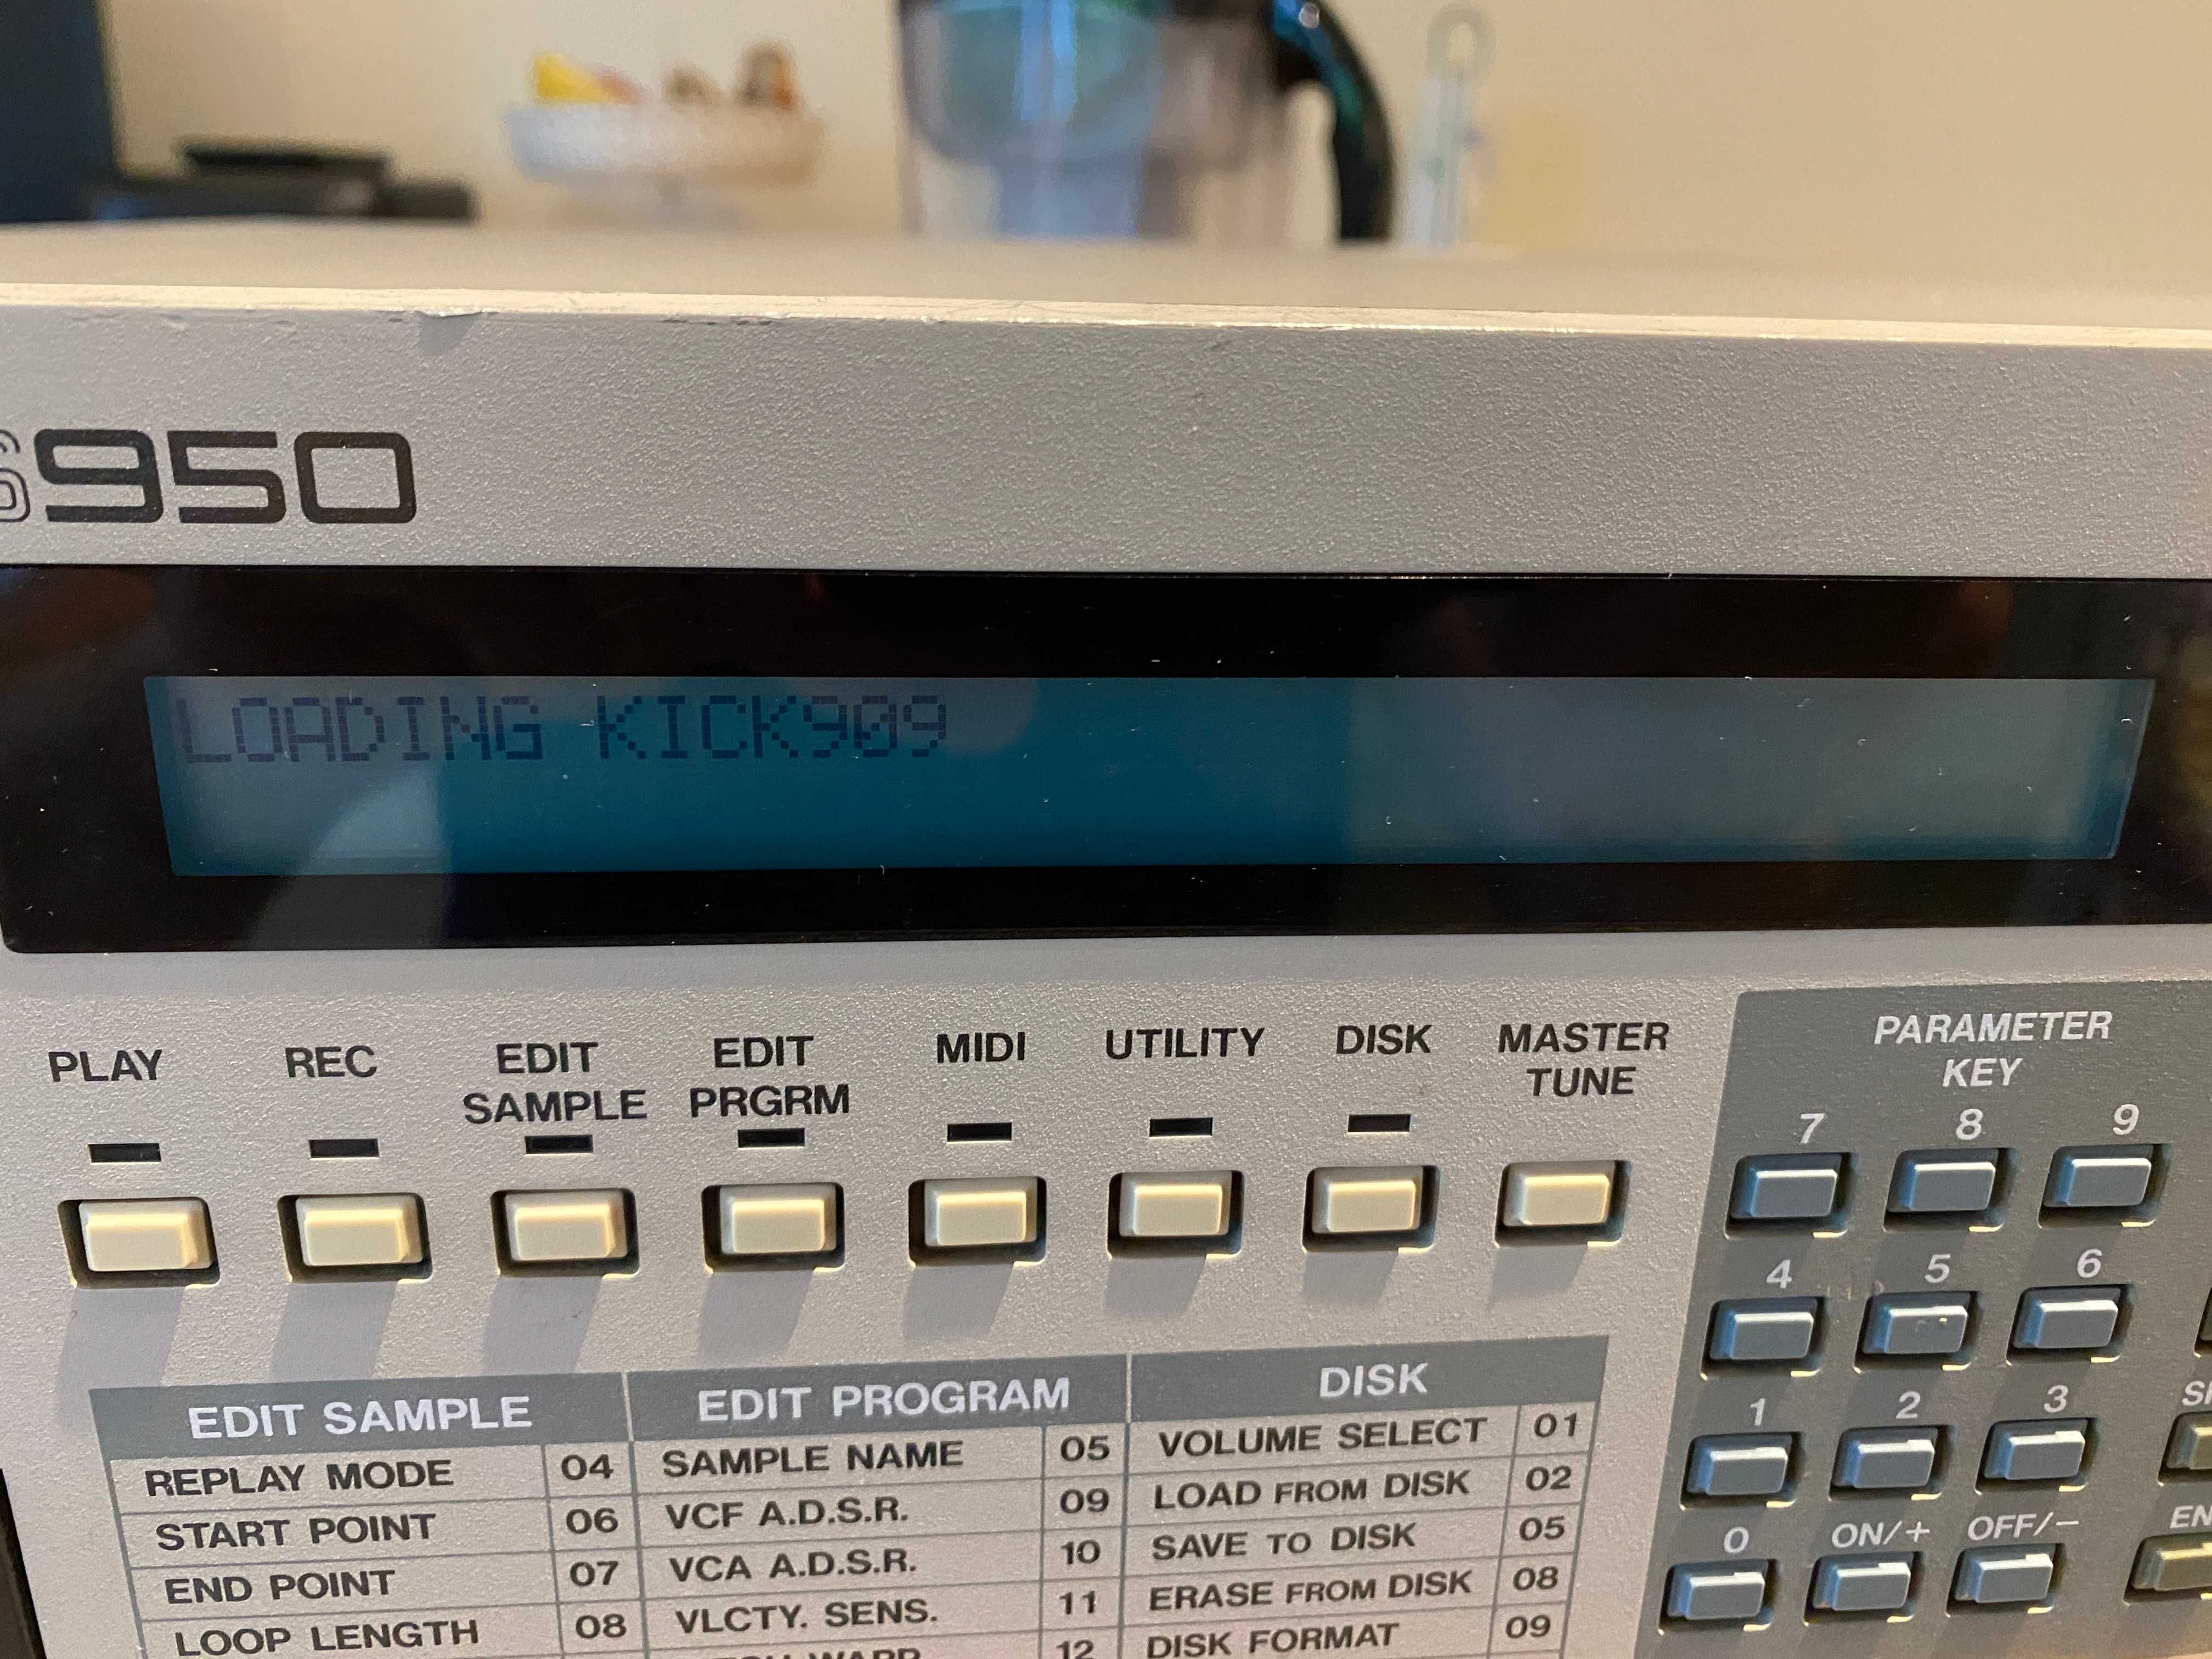 S950
LOADING KICK909
PLAY
REC
EDIT
SAMPLE
EDIT
PRGRM
MIDI
UTILITY
DISK
MASTER
TUNE
PARAMETER
KEY
7 8 9
4 5 6
1 2 3
0 ON/+ OFF/−
EDIT SAMPLE
REPLAY MODE 04
START POINT 06
END POINT 07
LOOP LENGTH 08
EDIT PROGRAM
SAMPLE NAME 05
VCF A.D.S.R. 09
VCA A.D.S.R. 10
VLCTY. SENS. 11
WARP 12
DISK
VOLUME SELECT 01
LOAD FROM DISK 02
SAVE TO DISK 05
ERASE FROM DISK 08
DISK FORMAT 09